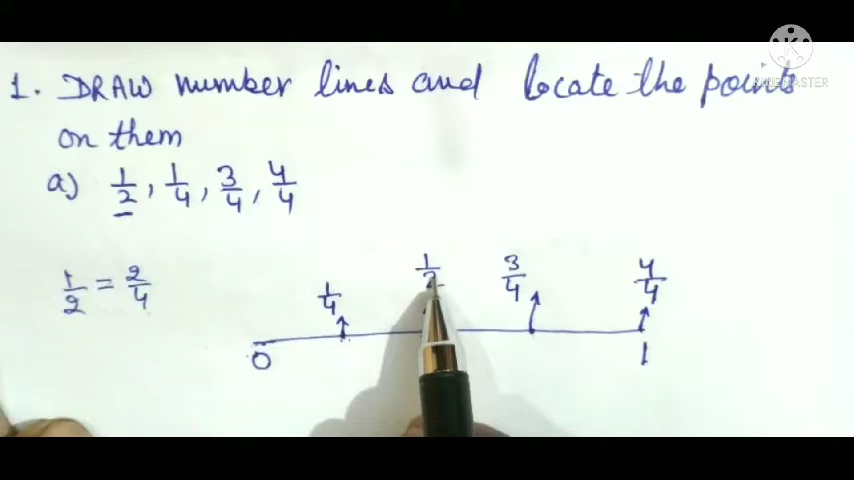 1. DRAW number lines and locate the points
on them
a) 1/2, 1/4, 3/4, 4/4
1/2 = 2/4
1/4 1/2 3/4 4/4
0 1
KINEMASTER